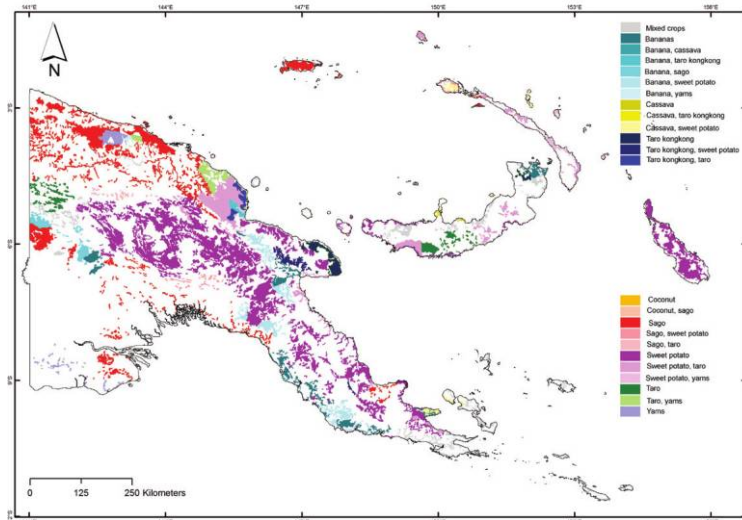 141°E 144°E 147°E 150°E 153°E 156°E
N
Mixed crops
Bananas
Banana, cassava
Banana, taro kongkong
Banana, sago
Banana, sweet potato
Banana, yams
Cassava
Cassava, taro kongkong
Cassava, sweet potato
Taro kongkong
Taro kongkong, sweet potato
Taro kongkong, taro
3°S
6°S
Coconut
Coconut, sago
Sago
Sago, sweet potato
Sago, taro
Sweet potato
Sweet potato, taro
Sweet potato, yams
Taro
Taro, yams
Yams
9°S
0 125 250 Kilometers